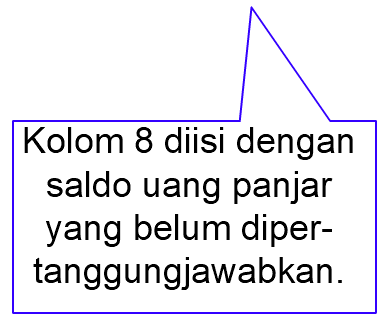 Kolom 8 diisi dengan
saldo uang panjar
yang belum diper-
tanggungjawabkan.